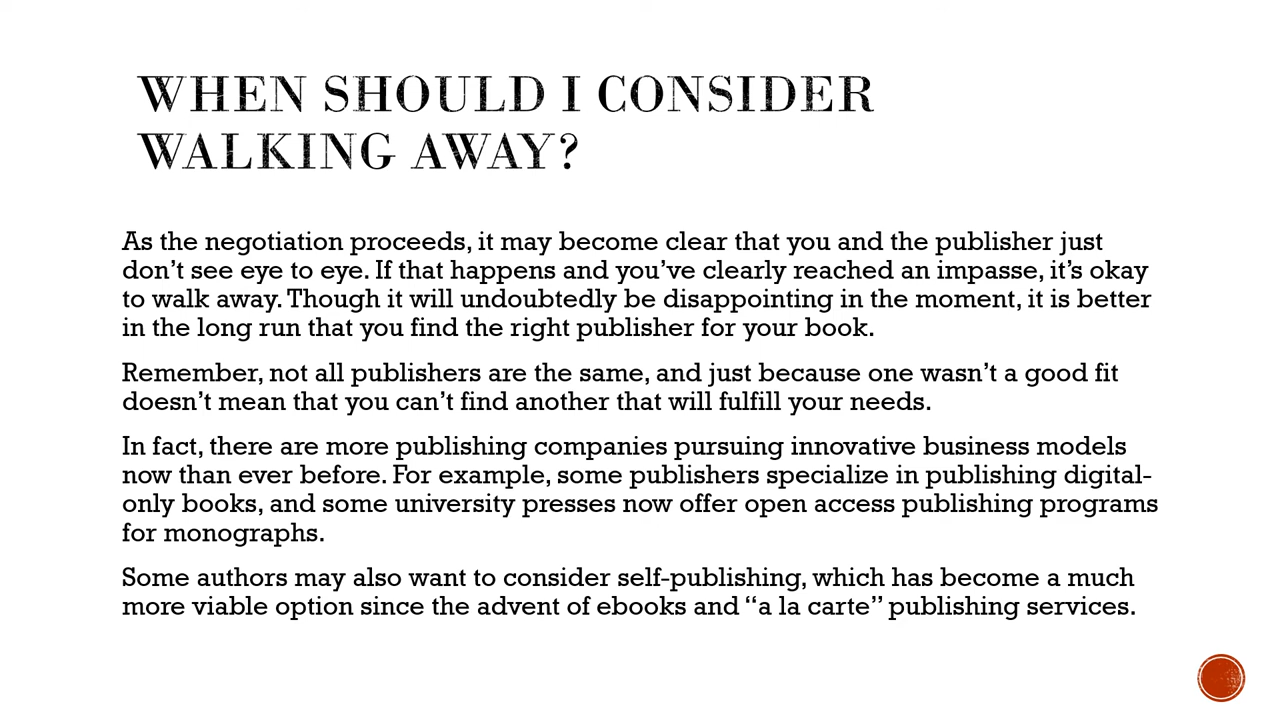 WHEN SHOULD I CONSIDER
WALKING AWAY?
As the negotiation proceeds, it may become clear that you and the publisher just
don’t see eye to eye. If that happens and you’ve clearly reached an impasse, it’s okay
to walk away. Though it will undoubtedly be disappointing in the moment, it is better
in the long run that you find the right publisher for your book.
Remember, not all publishers are the same, and just because one wasn’t a good fit
doesn’t mean that you can’t find another that will fulfill your needs.
In fact, there are more publishing companies pursuing innovative business models
now than ever before. For example, some publishers specialize in publishing digital-
only books, and some university presses now offer open access publishing programs
for monographs.
Some authors may also want to consider self-publishing, which has become a much
more viable option since the advent of ebooks and “a la carte” publishing services.